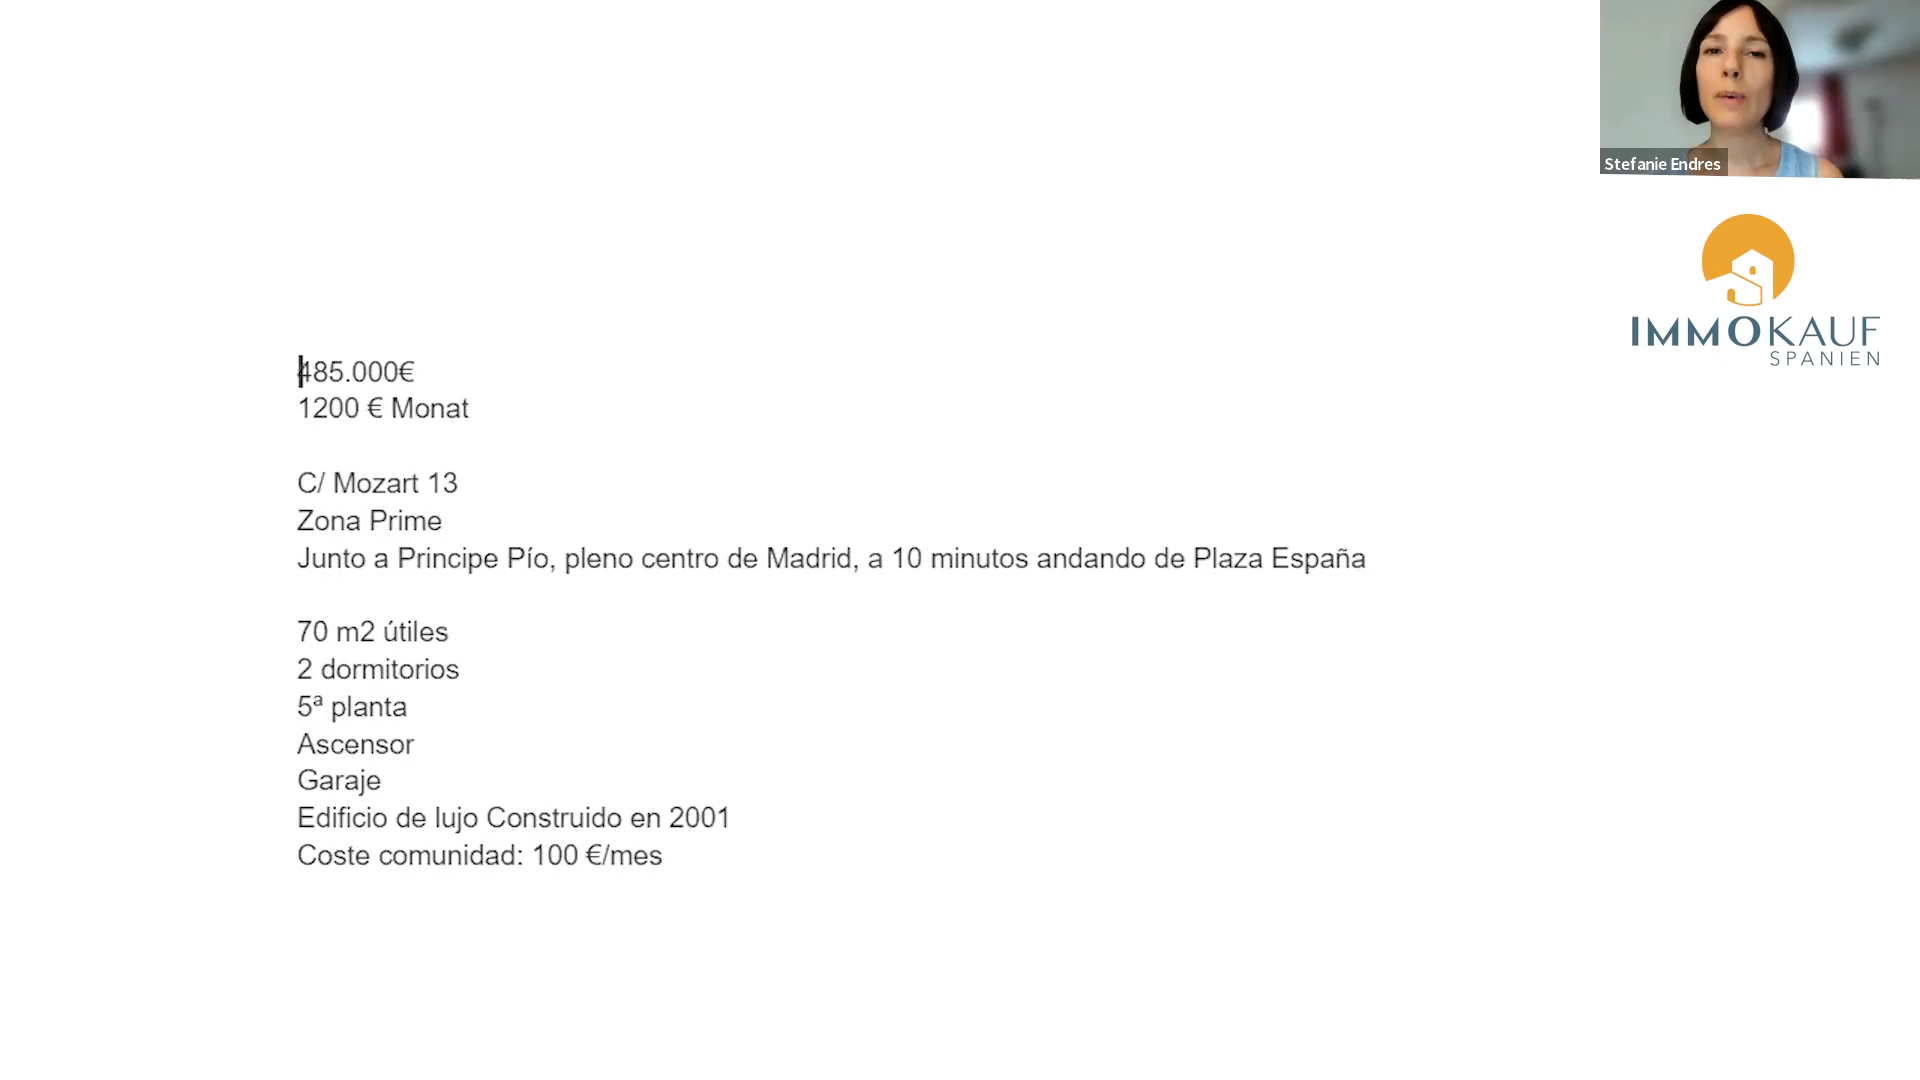 485.000€
1200 € Monat
C/ Mozart 13
Zona Prime
Junto a Principe Pío, pleno centro de Madrid, a 10 minutos andando de Plaza España
70 m2 útiles
2 dormitorios
5ª planta
Ascensor
Garaje
Edificio de lujo Construido en 2001
Coste comunidad: 100 €/mes
Stefanie Endres
IMMOKAUF
SPANIEN